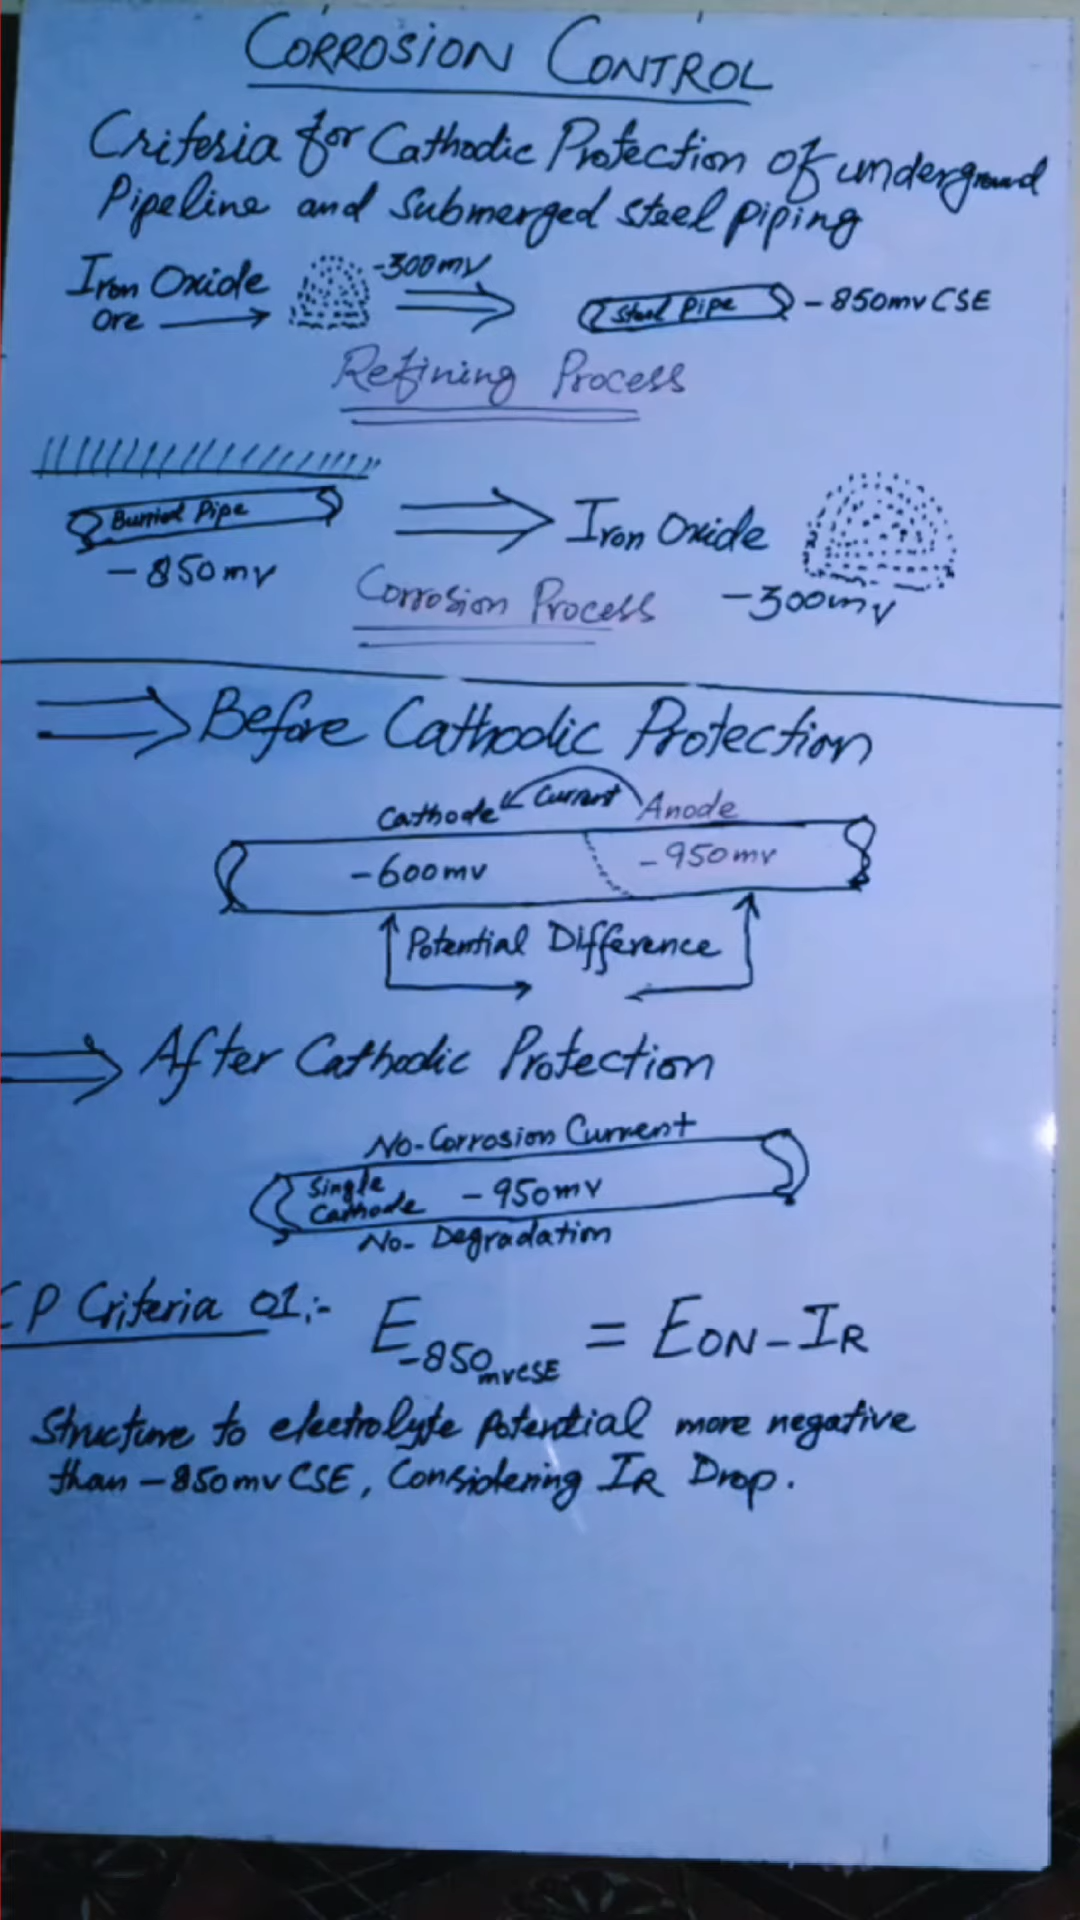 CORROSION CONTROL
Criteria for Cathodic Protection of underground
Pipeline and Submerged steel piping
Iron Oxide
ore
-300mv
Steel Pipe
-850mv CSE
Refining Process
Burried Pipe
-850mv
Iron Oxide
-300mv
Corrosion Process
Before Cathodic Protection
Cathode
Current
Anode
-600mv
-950mv
Potential Difference
After Cathodic Protection
No-Corrosion Current
Single
Cathode
-950mv
No- Degradation
CP Criteria 01:- E-850mvCSE = EON-IR
Structure to electrolyte Potential more negative
than -850mv CSE, Considering IR Drop.